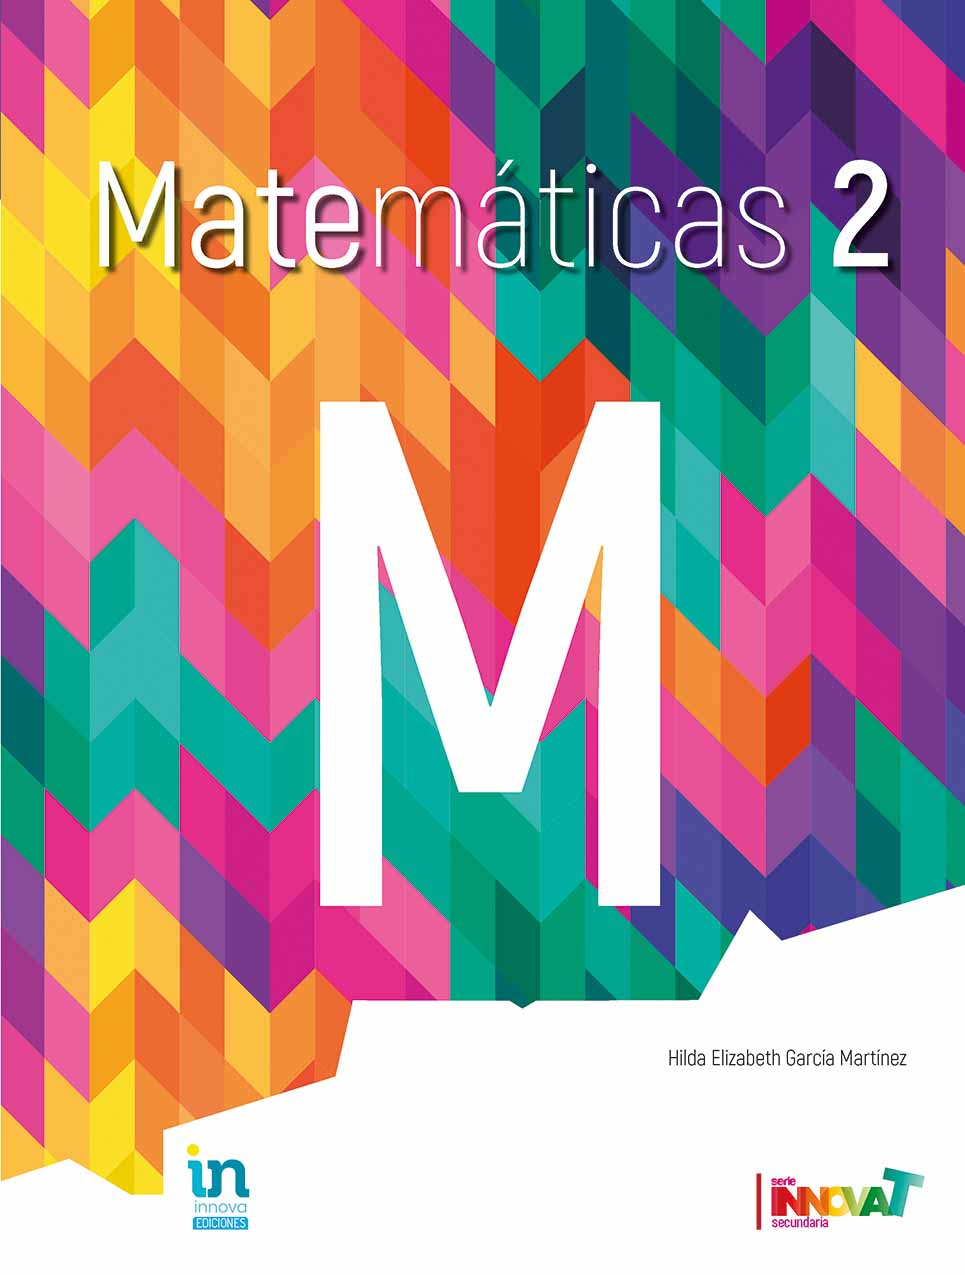 Matemáticas 2
M
Hilda Elizabeth García Martínez
in
innova
EDICIONES
serie
INNOVAT
secundaria